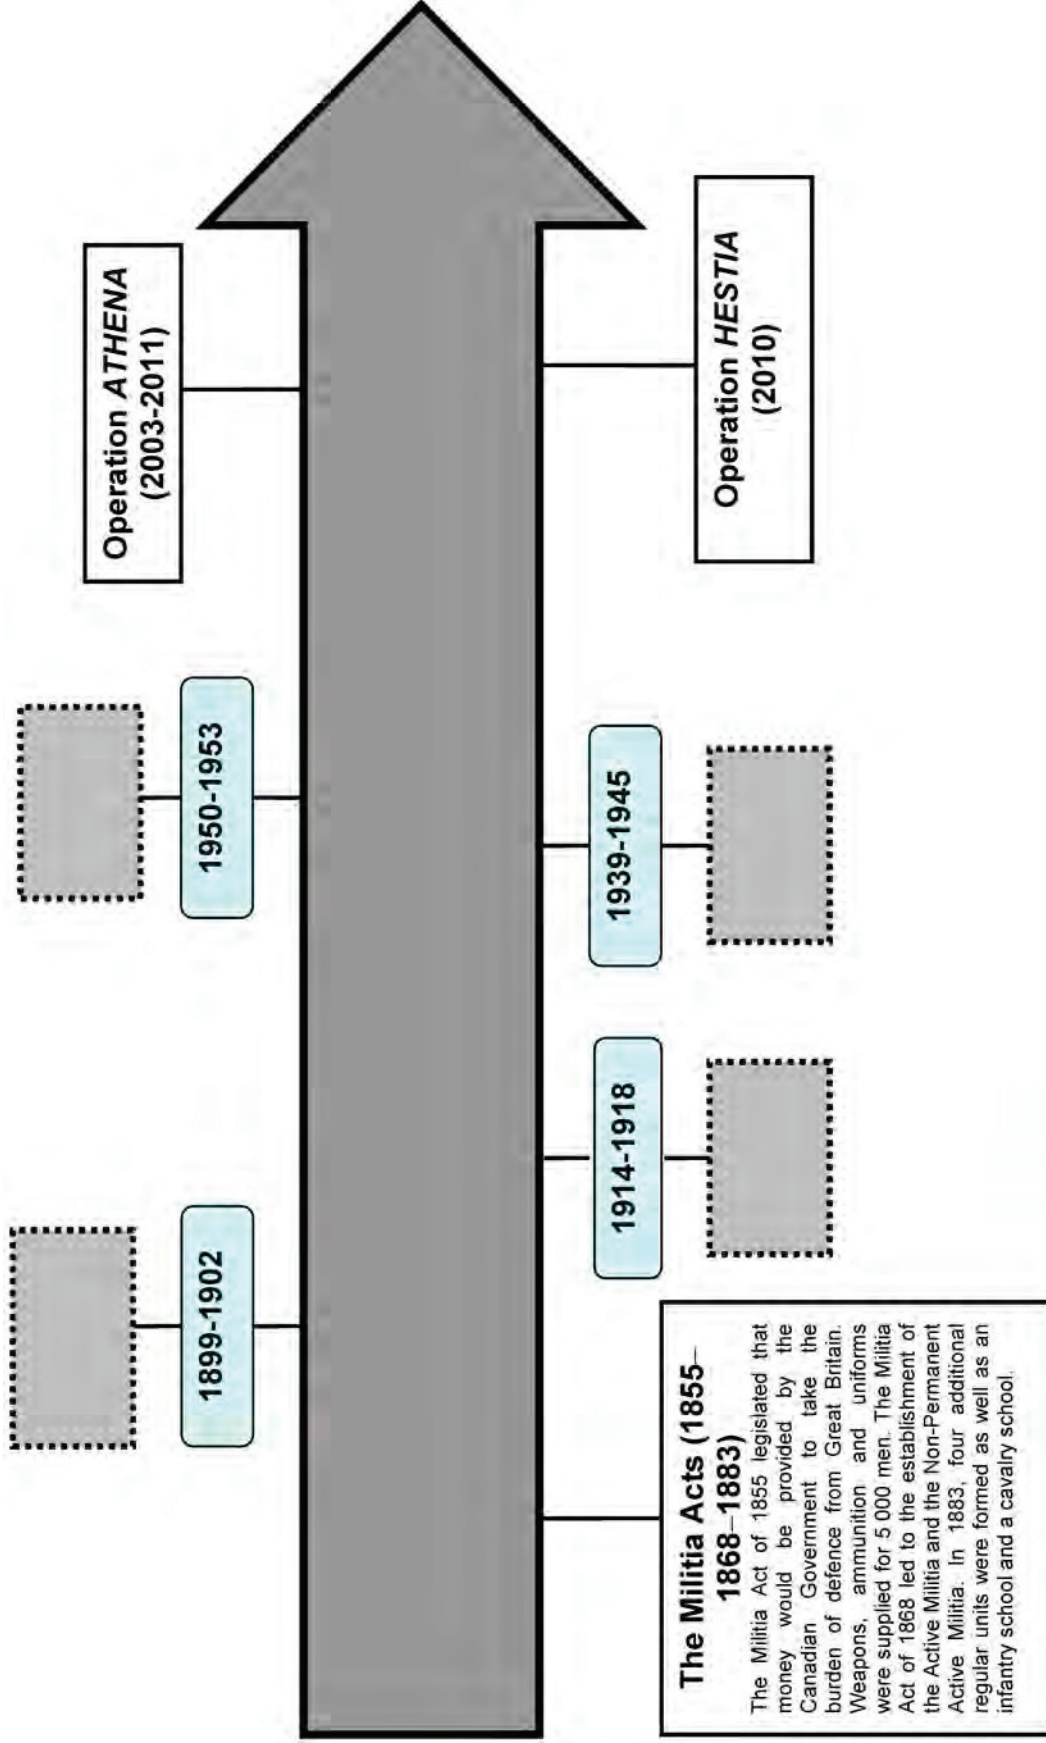 Operation ATHENA
(2003-2011)
1950-1953
1899-1902
1939-1945
1914-1918
Operation HESTIA
(2010)
The Militia Acts (1855–
1868–1883)
The Militia Act of 1855 legislated that
money would be provided by the
Canadian Government to take the
burden of defence from Great Britain.
Weapons, ammunition and uniforms
were supplied for 5 000 men. The Militia
Act of 1868 led to the establishment of
the Active Militia and the Non-Permanent
Active Militia. In 1883, four additional
regular units were formed as well as an
infantry school and a cavalry school.